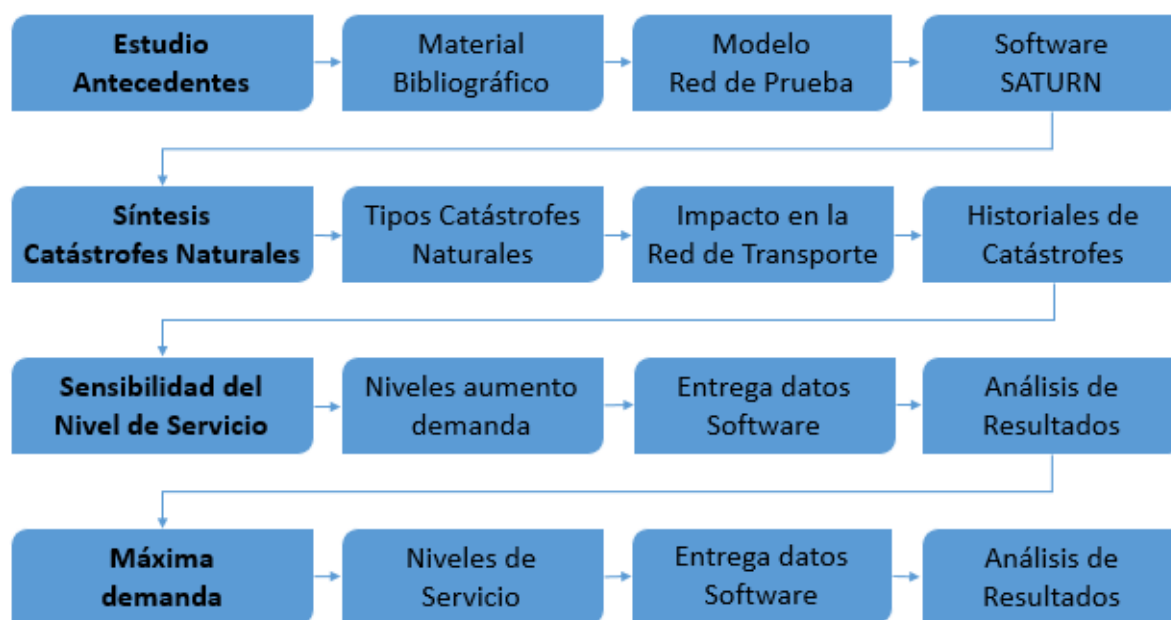 Estudio
Antecedentes
Material
Bibliográfico
Modelo
Red de Prueba
Software
SATURN
Síntesis
Catástrofes Naturales
Tipos Catástrofes
Naturales
Impacto en la
Red de Transporte
Historiales de
Catástrofes
Sensibilidad del
Nivel de Servicio
Niveles aumento
demanda
Entrega datos
Software
Análisis de
Resultados
Máxima
demanda
Niveles de
Servicio
Entrega datos
Software
Análisis de
Resultados